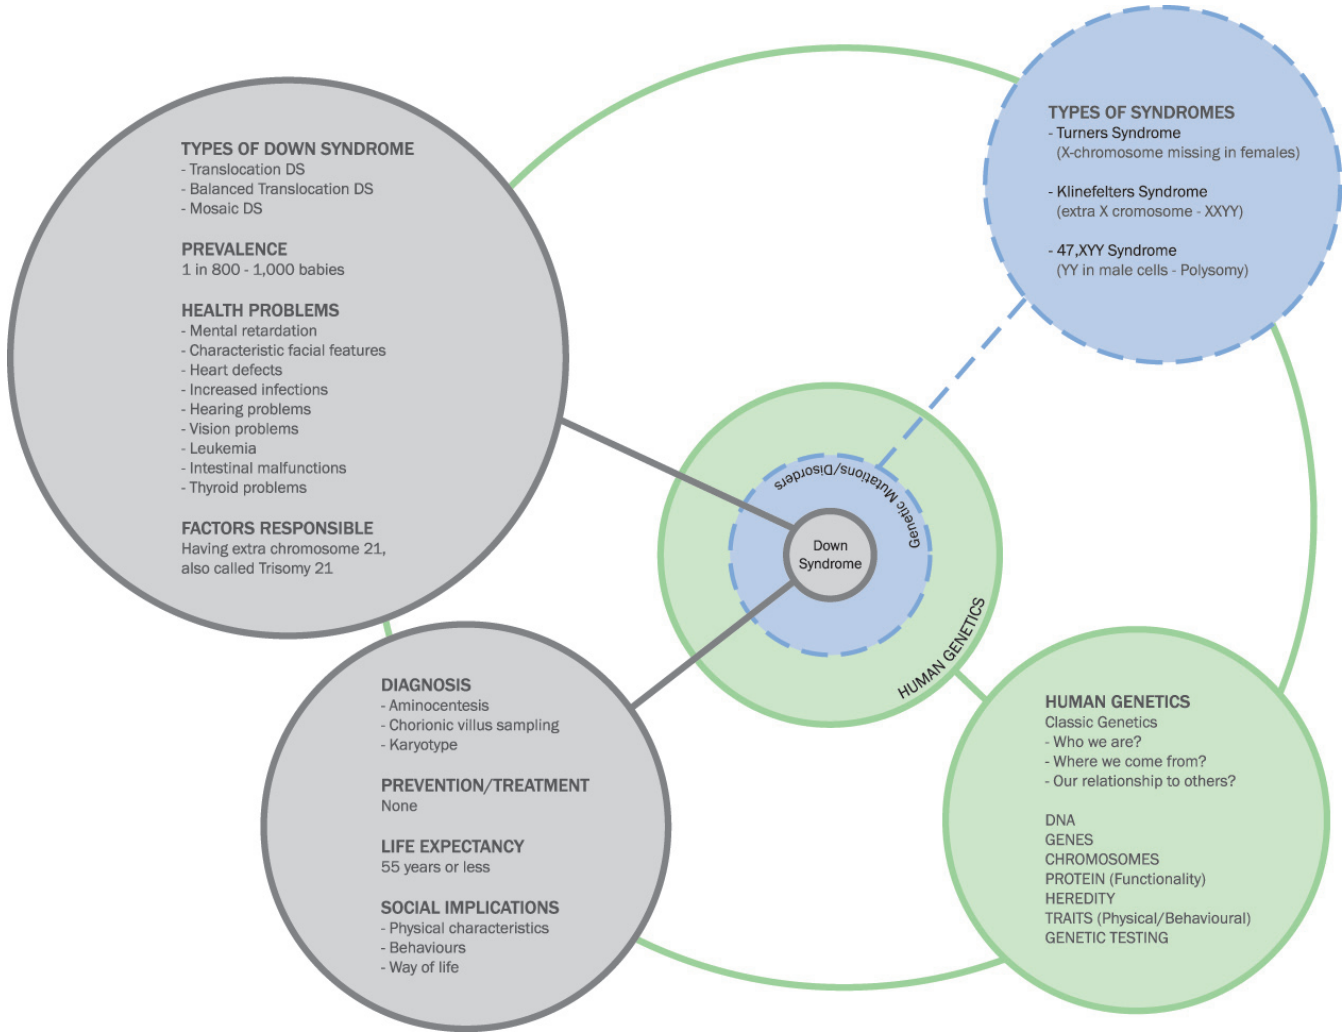 TYPES OF DOWN SYNDROME
- Translocation DS
- Balanced Translocation DS
- Mosaic DS
PREVALENCE
1 in 800 - 1,000 babies
HEALTH PROBLEMS
- Mental retardation
- Characteristic facial features
- Heart defects
- Increased infections
- Hearing problems
- Vision problems
- Leukemia
- Intestinal malfunctions
- Thyroid problems
FACTORS RESPONSIBLE
Having extra chromosome 21,
also called Trisomy 21
TYPES OF SYNDROMES
- Turners Syndrome
(X-chromosome missing in females)
- Klinefelters Syndrome
(extra X cromosome - XXYY)
- 47,XYY Syndrome
(YY in male cells - Polysomy)
Genetic Mutations/Disorders
Down
Syndrome
HUMAN GENETICS
DIAGNOSIS
- Aminocentesis
- Chorionic villus sampling
- Karyotype
PREVENTION/TREATMENT
None
LIFE EXPECTANCY
55 years or less
SOCIAL IMPLICATIONS
- Physical characteristics
- Behaviours
- Way of life
HUMAN GENETICS
Classic Genetics
- Who we are?
- Where we come from?
- Our relationship to others?
DNA
GENES
CHROMOSOMES
PROTEIN (Functionality)
HEREDITY
TRAITS (Physical/Behavioural)
GENETIC TESTING